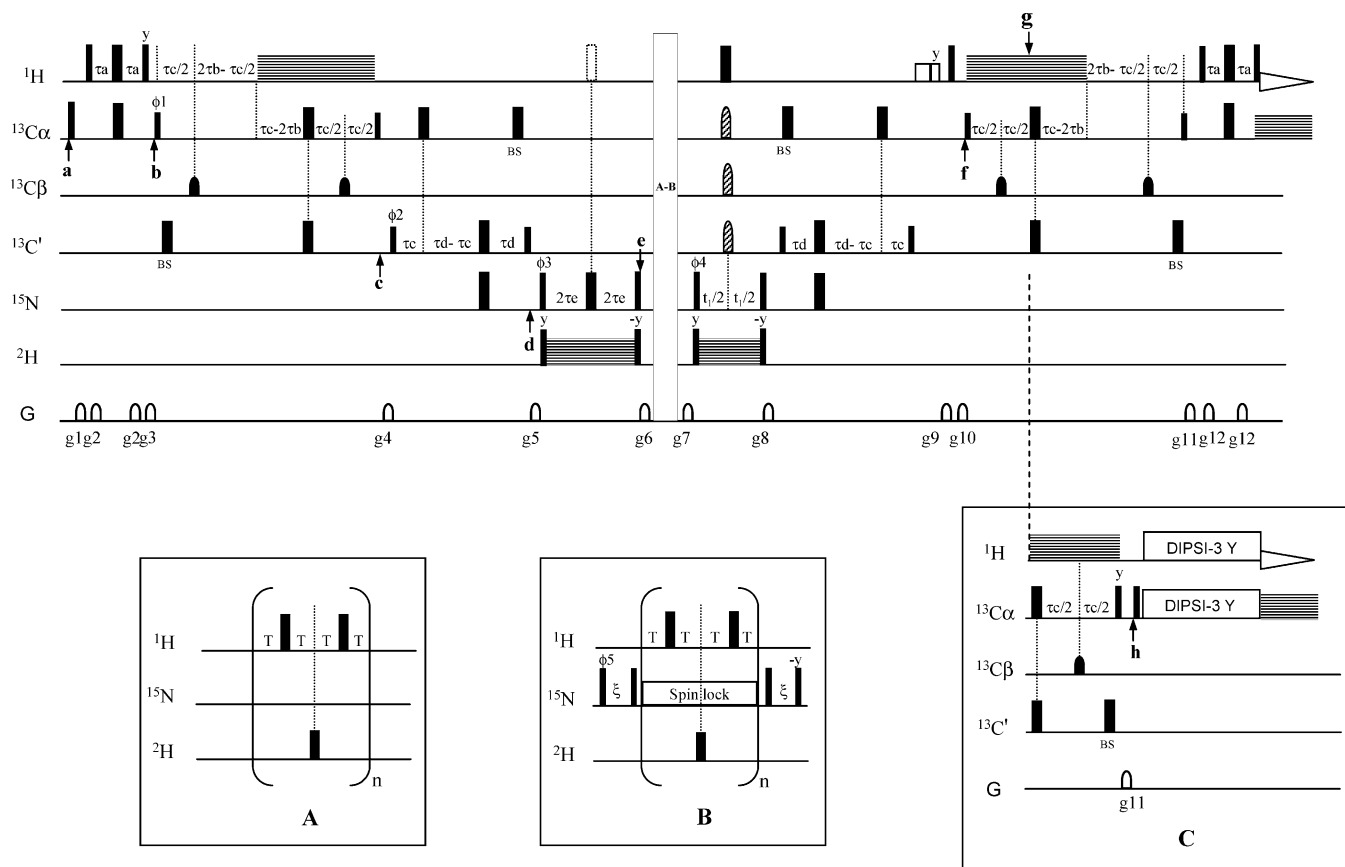 g
y
y
¹H
τa
τa
τc/2
2τb- τc/2
2τb- τc/2
τc/2
τa
τa
ϕ1
¹³Cα
τc-2τb
τc/2
τc/2
τc/2
τc/2
τc-2τb
BS
BS
a
b
f
¹³Cβ
A-B
ϕ2
¹³C'
τc
τd- τc
τd
e
τd
τd- τc
τc
BS
BS
c
ϕ3
ϕ4
¹⁵N
2τe
2τe
t₁/2
t₁/2
d
y
-y
y
-y
²H
G
g1
g2
g2
g3
g4
g5
g6
g7
g8
g9
g10
g11
g12
g12
¹H
T
T
T
T
¹⁵N
²H
n
A
¹H
T
T
T
T
ϕ5
-y
¹⁵N
ξ
Spin lock
ξ
²H
n
B
¹H
DIPSI-3 Y
y
¹³Cα
τc/2
τc/2
DIPSI-3 Y
h
¹³Cβ
¹³C'
BS
G
g11
C